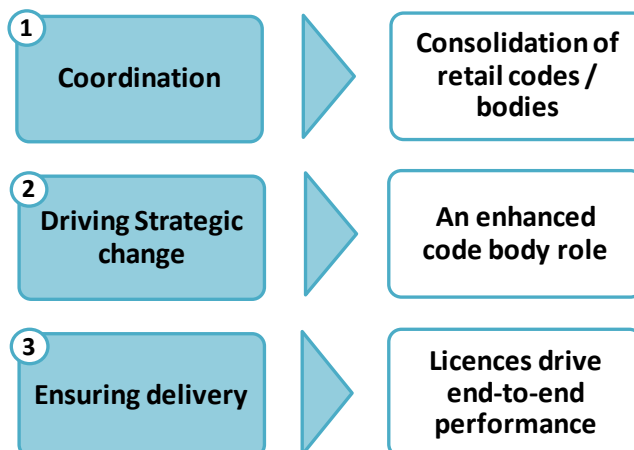 1
Coordination
Consolidation of
retail codes /
bodies
2
Driving Strategic
change
An enhanced
code body role
3
Ensuring delivery
Licences drive
end-to-end
performance